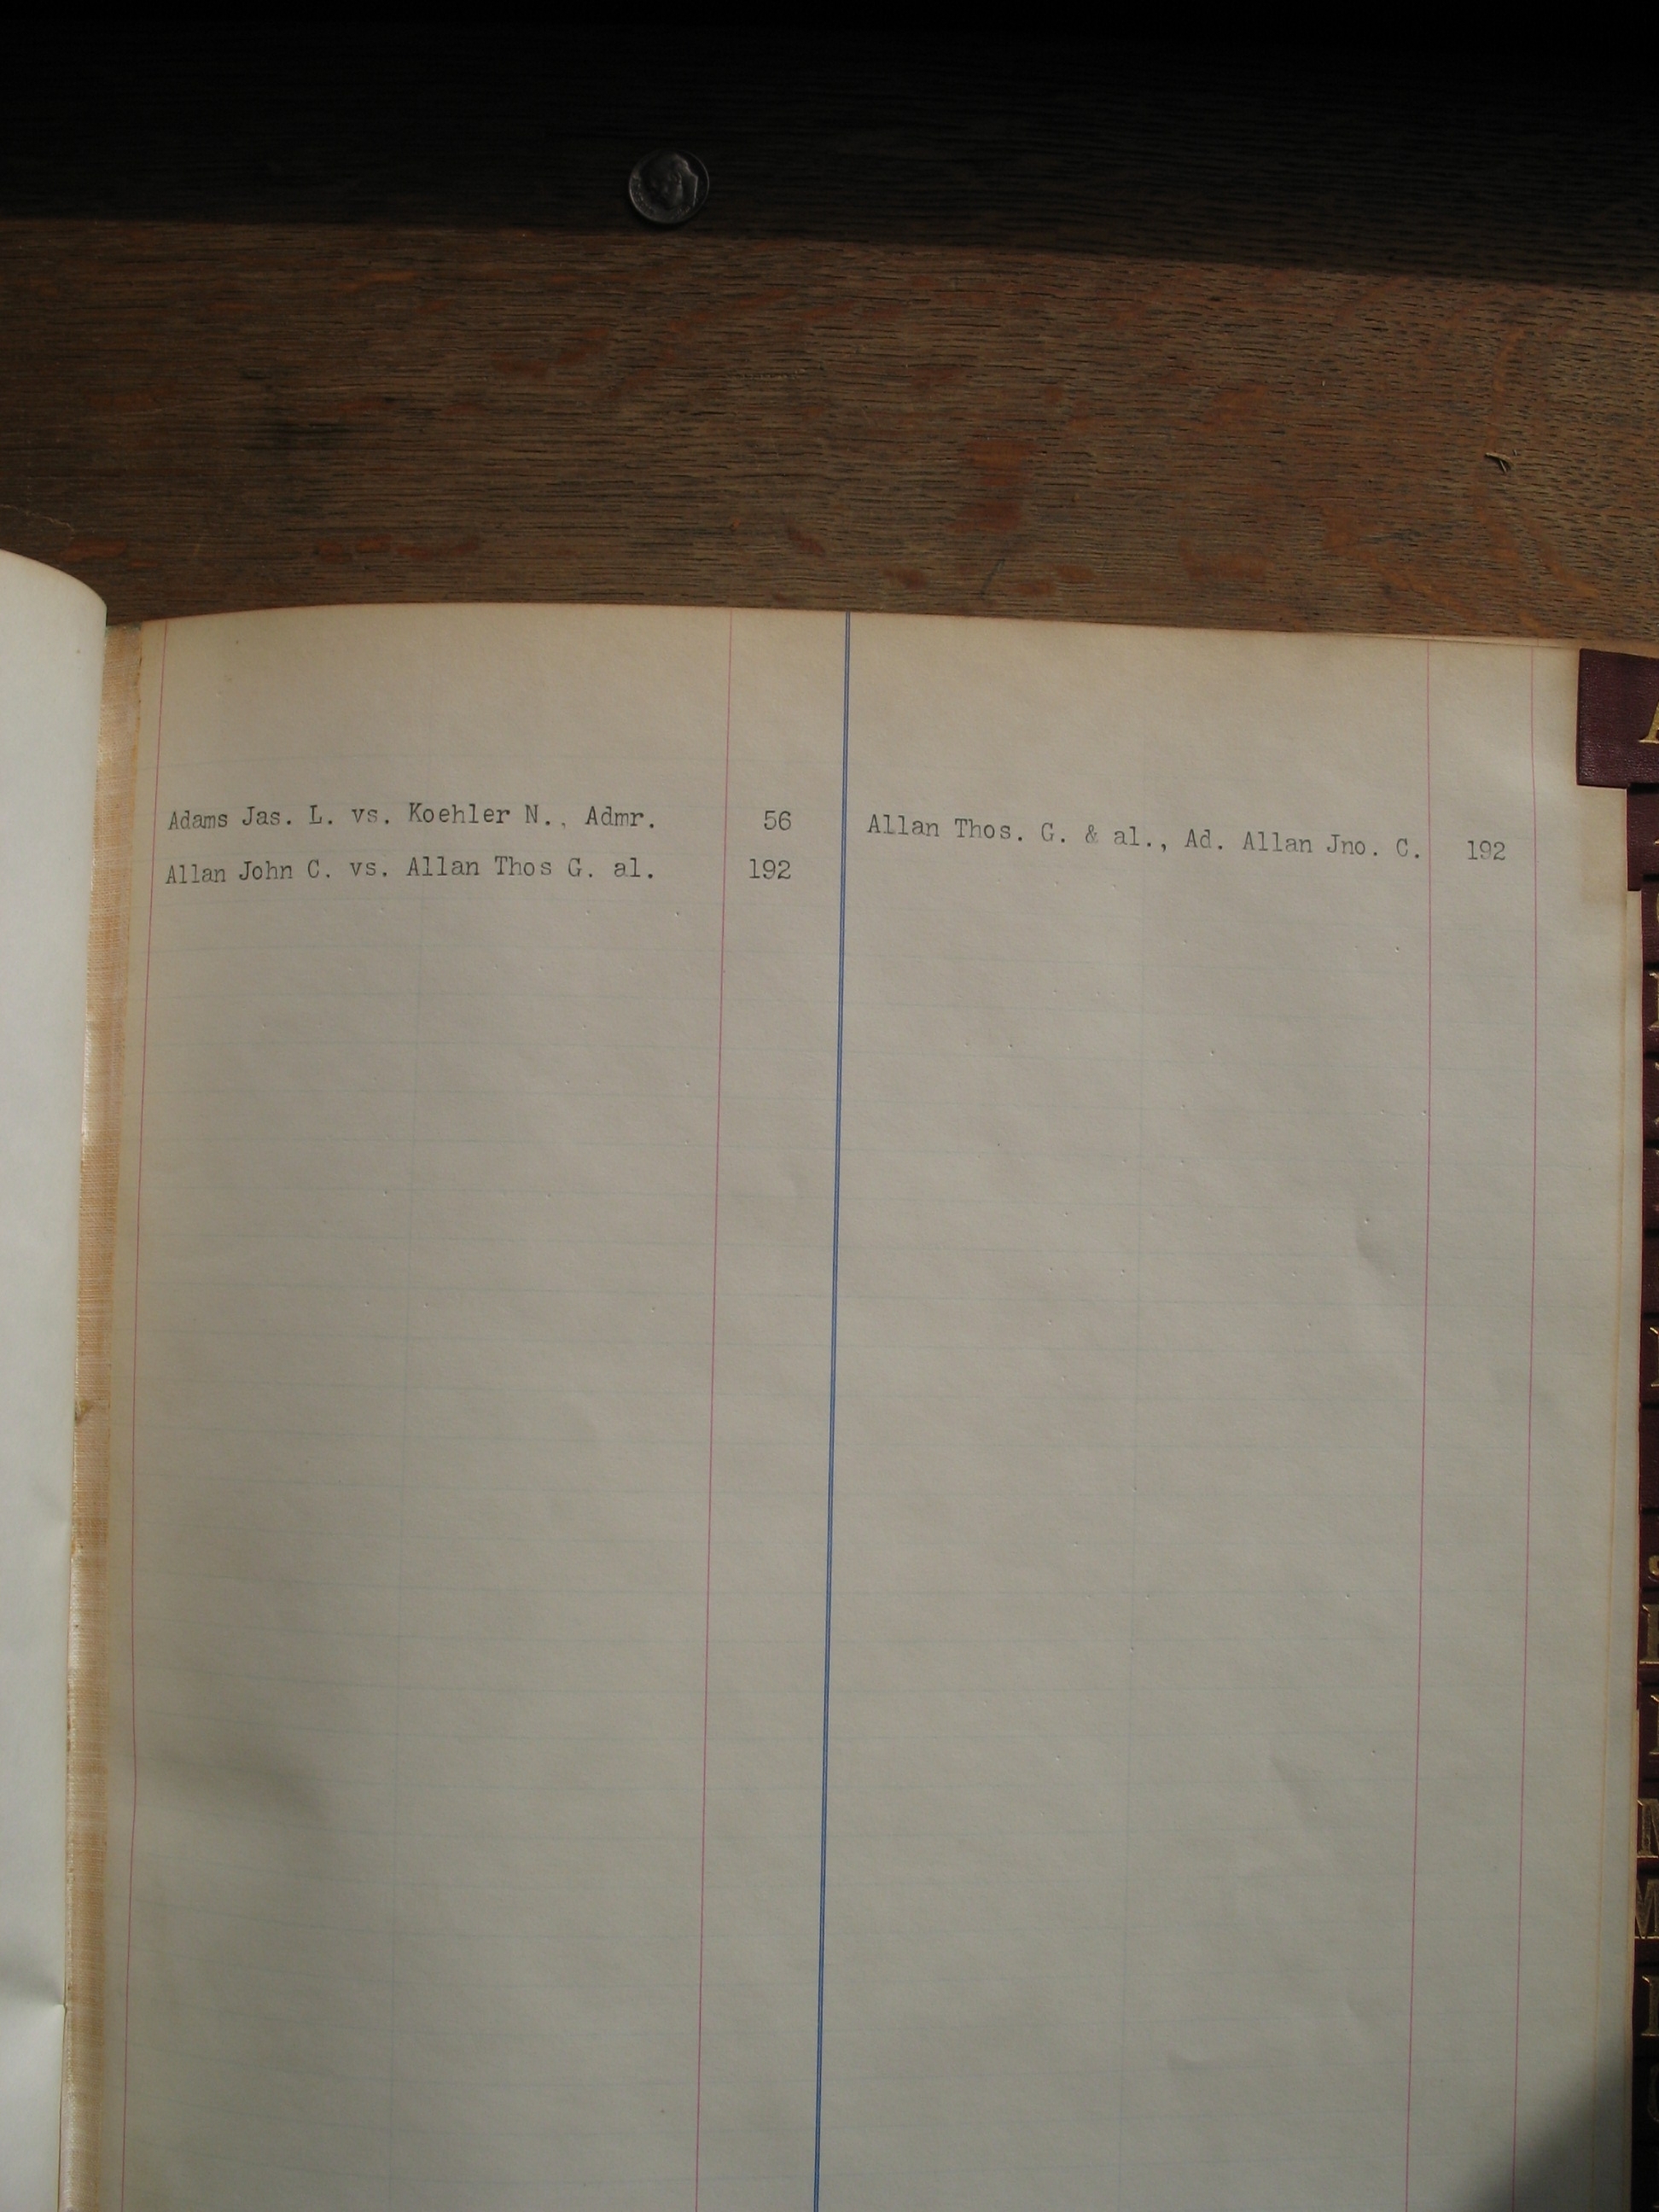 Adams Jas. L. vs. Koehler N., Admr. 56
Allan John C. vs. Allan Thos G. al. 192
Allan Thos. G. & al., Ad. Allan Jno. C. 192